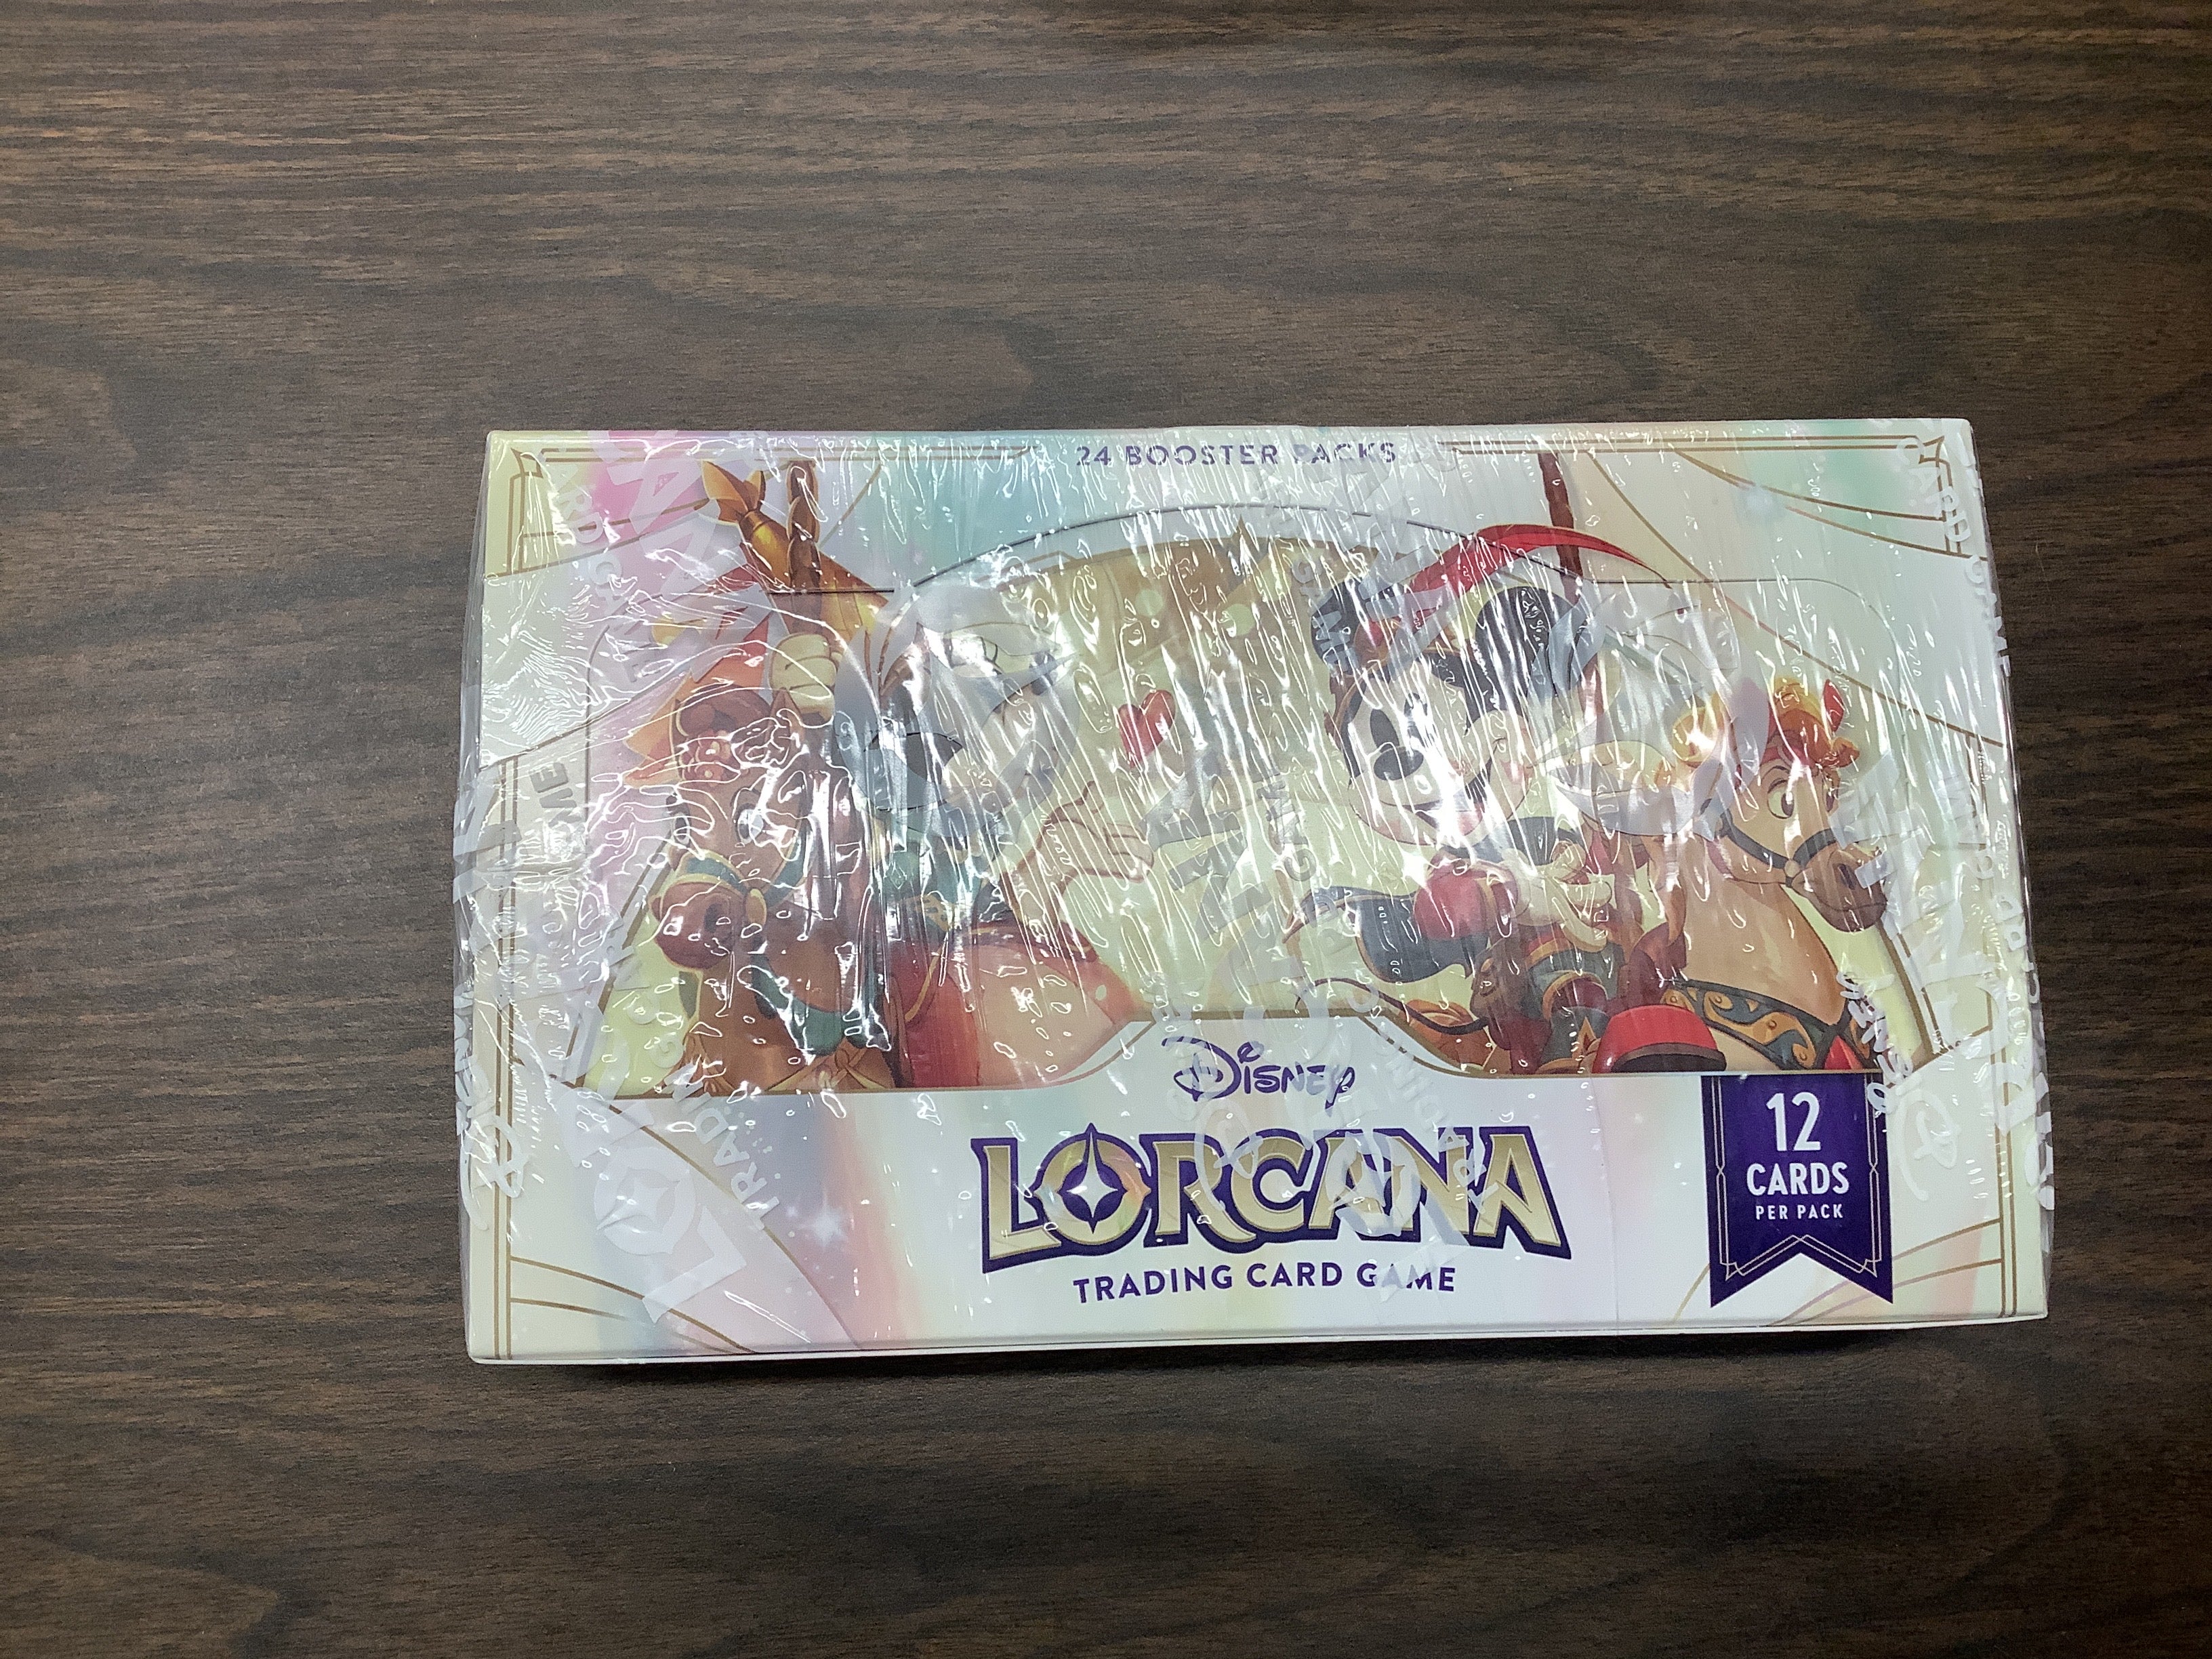 24 BOOSTER PACKS
Disney
LORCANA
TRADING CARD GAME
12
CARDS
PER PACK